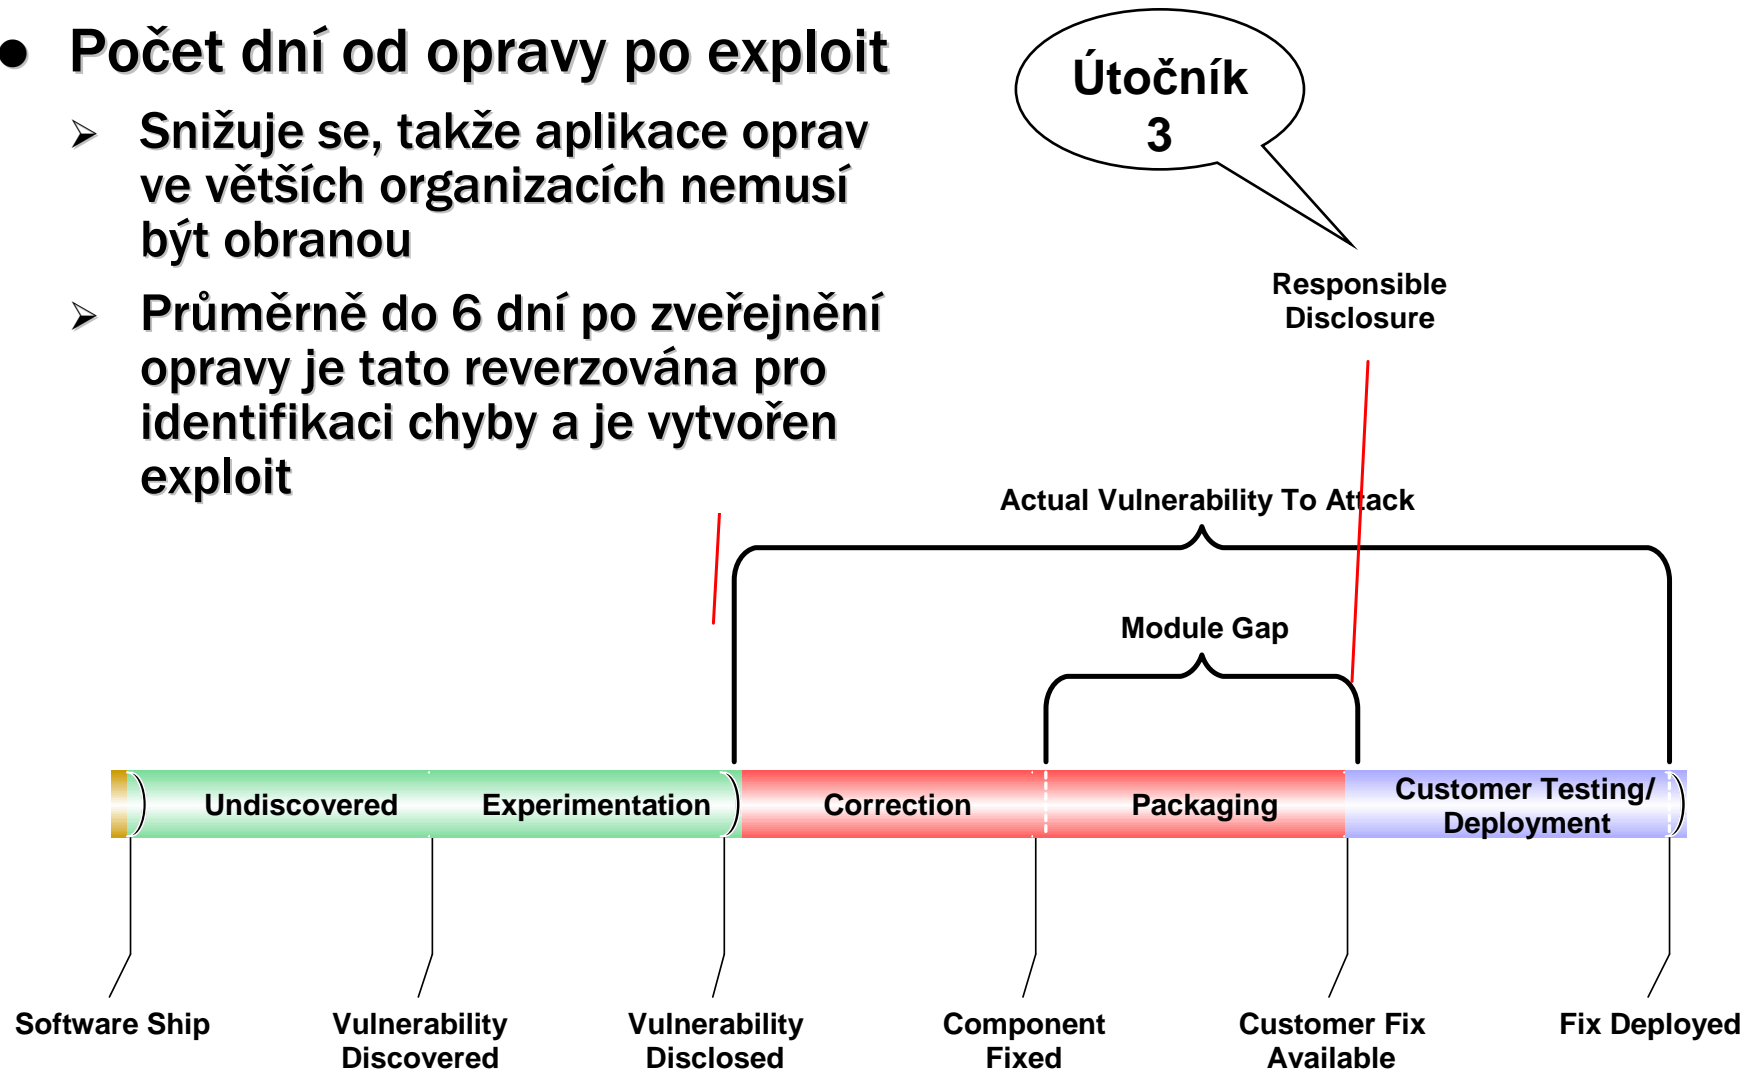 Počet dní od opravy po exploit
Snižuje se, takže aplikace oprav
ve větších organizacích nemusí
být obranou
Průměrně do 6 dní po zveřejnění
opravy je tato reverzována pro
identifikaci chyby a je vytvořen
exploit
Útočník
3
Responsible
Disclosure
Actual Vulnerability To Attack
Module Gap
Undiscovered
Experimentation
Correction
Packaging
Customer Testing/
Deployment
Software Ship
Vulnerability
Discovered
Vulnerability
Disclosed
Component
Fixed
Customer Fix
Available
Fix Deployed